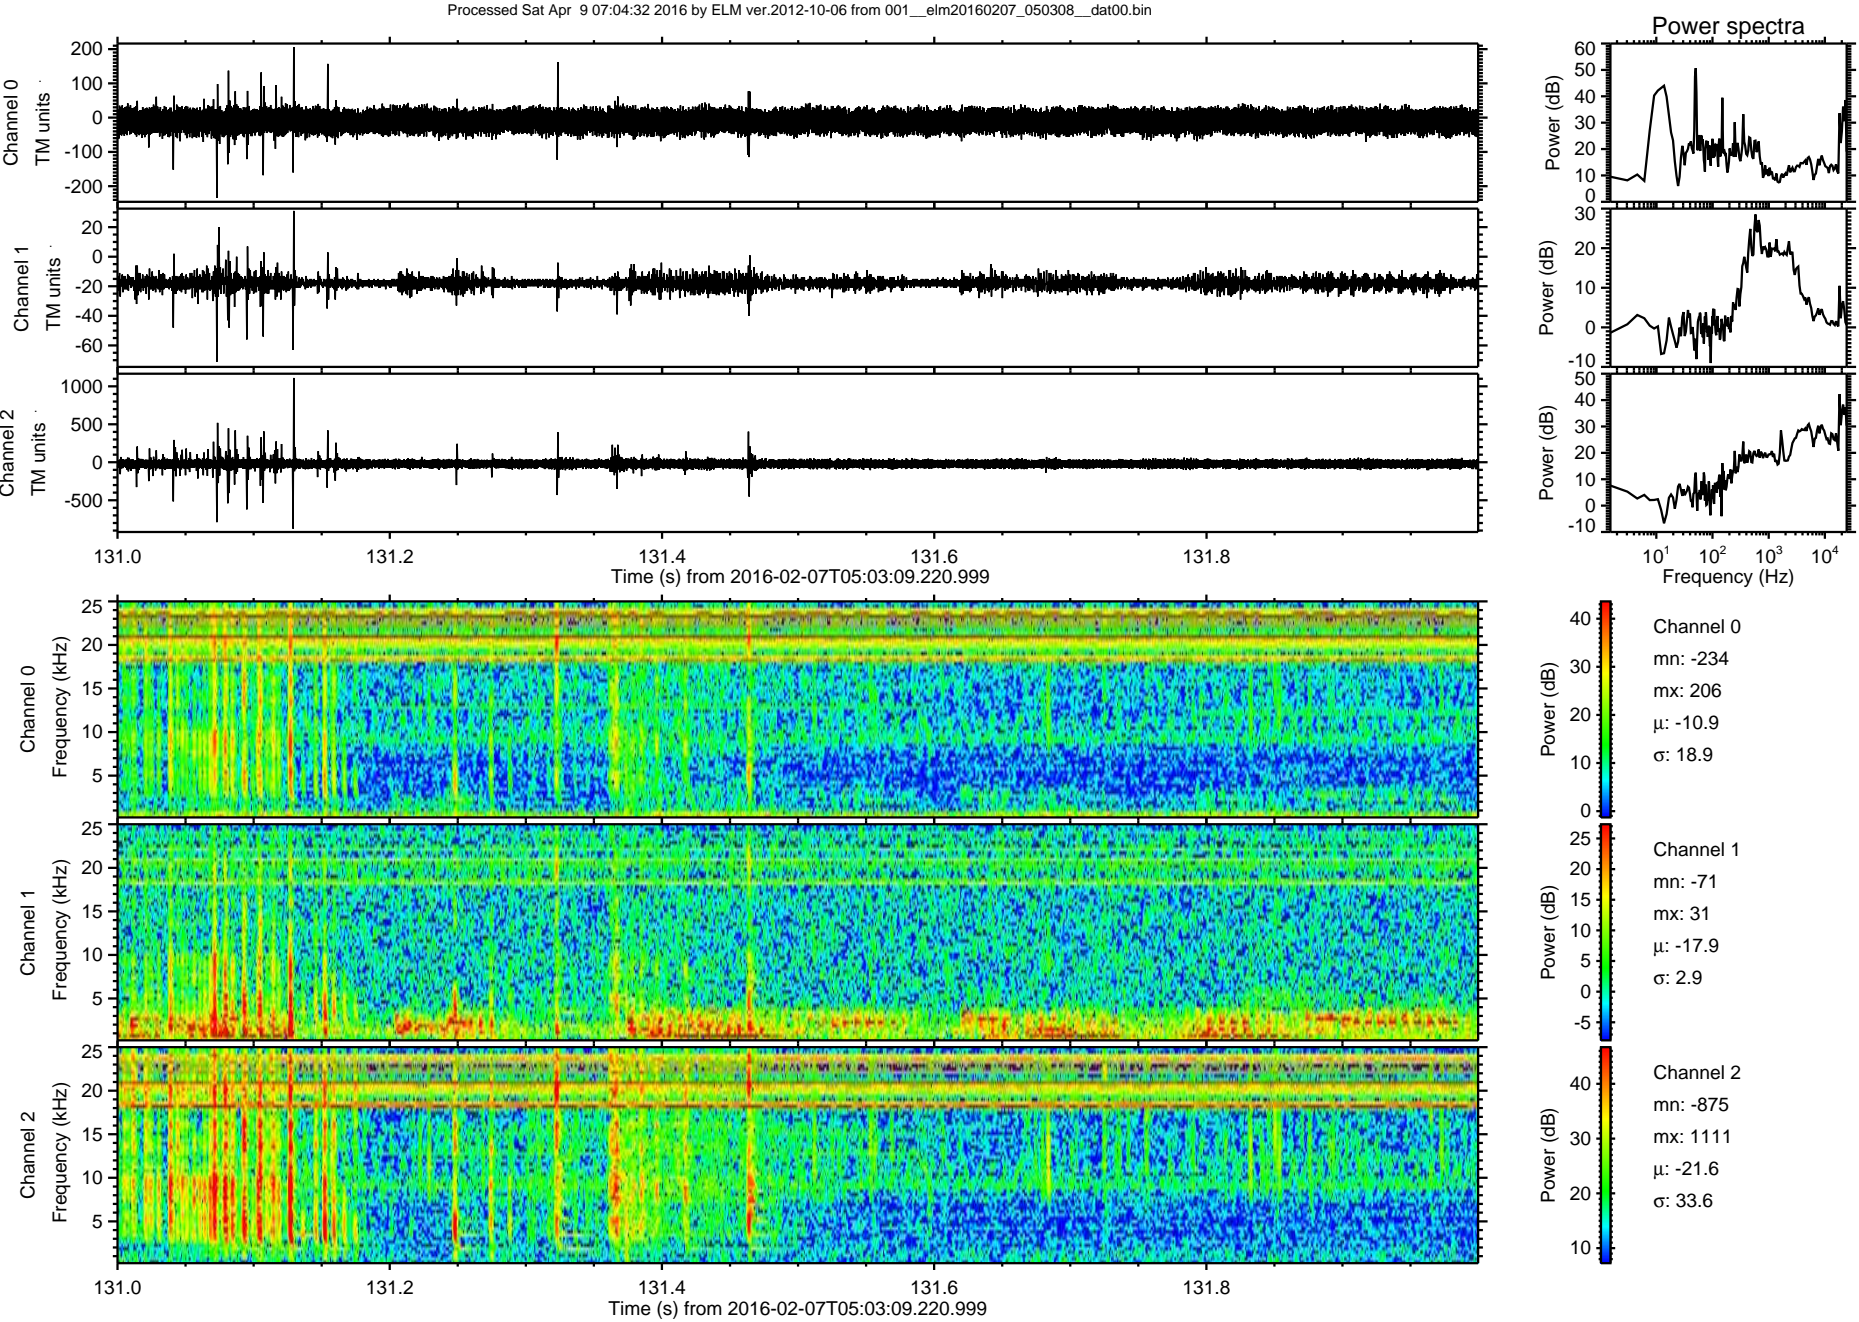 Processed Sat Apr  9 07:04:32 2016 by ELM ver.2012-10-06 from 001__elm20160207_050308__dat00.bin
Power spectra
Channel 0
TM units
200
100
0
-100
-200
Power (dB)
60
50
40
30
20
10
0
Channel 1
TM units
20
0
-20
-40
-60
Power (dB)
30
20
10
0
-10
Channel 2
TM units
1000
500
0
-500
Power (dB)
50
40
30
20
10
0
-10
131.0 131.2 131.4 131.6 131.8
Time (s) from 2016-02-07T05:03:09.220.999
10^1 10^2 10^3 10^4
Frequency (Hz)
Channel 0
Frequency (kHz)
25
20
15
10
5
Power (dB)
40
30
20
10
0
Channel 0
mn: -234
mx: 206
μ: -10.9
σ: 18.9
Channel 1
Frequency (kHz)
25
20
15
10
5
Power (dB)
25
20
15
10
5
0
-5
Channel 1
mn: -71
mx: 31
μ: -17.9
σ: 2.9
Channel 2
Frequency (kHz)
25
20
15
10
5
Power (dB)
40
30
20
10
Channel 2
mn: -875
mx: 1111
μ: -21.6
σ: 33.6
131.0 131.2 131.4 131.6 131.8
Time (s) from 2016-02-07T05:03:09.220.999